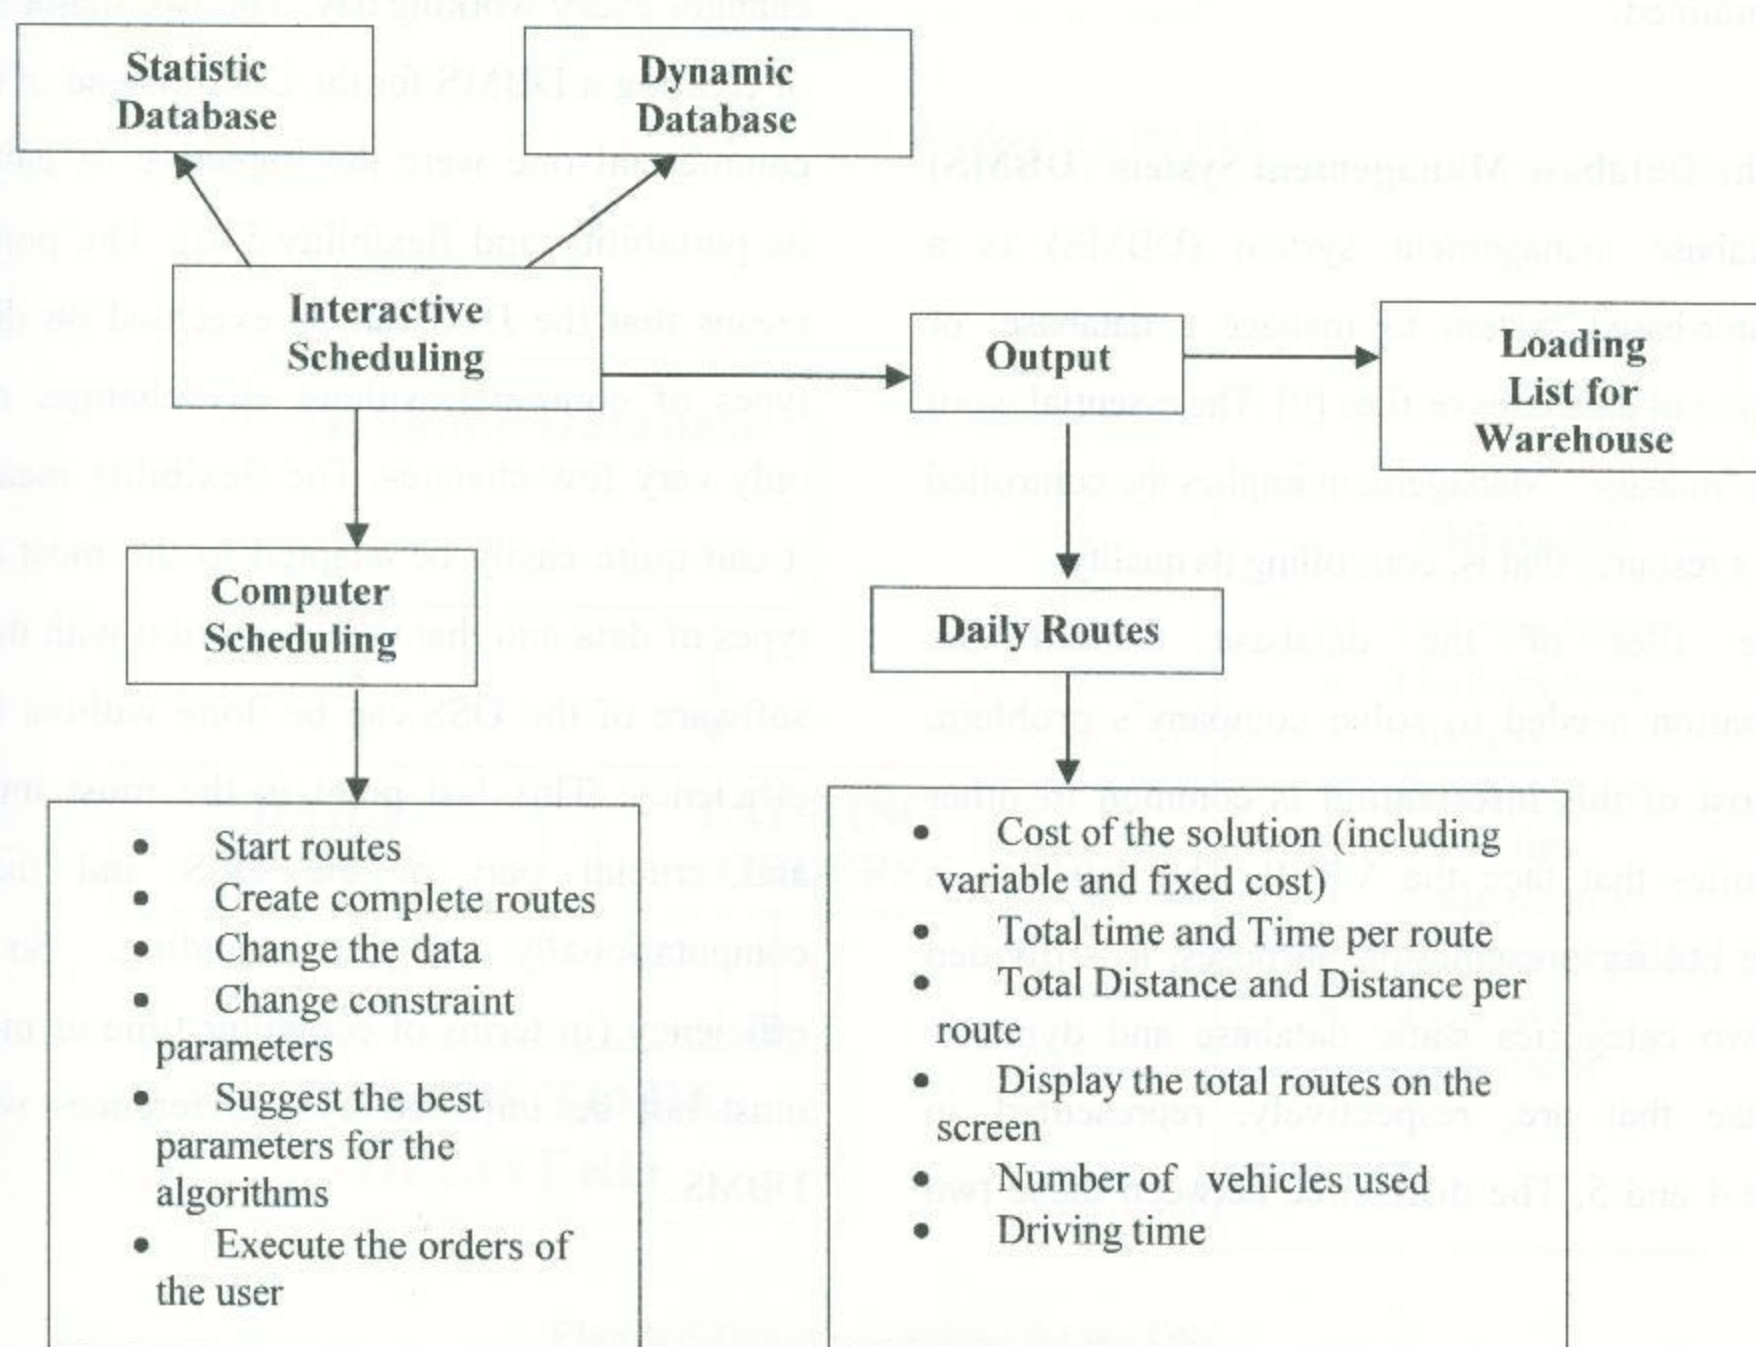 Statistic
Database
Dynamic
Database
Interactive
Scheduling
Output
Loading
List for
Warehouse
Computer
Scheduling
Daily Routes
• Start routes
• Create complete routes
• Change the data
• Change constraint
parameters
• Suggest the best
parameters for the
algorithms
• Execute the orders of
the user
• Cost of the solution (including
variable and fixed cost)
• Total time and Time per route
• Total Distance and Distance per
route
• Display the total routes on the
screen
• Number of vehicles used
• Driving time